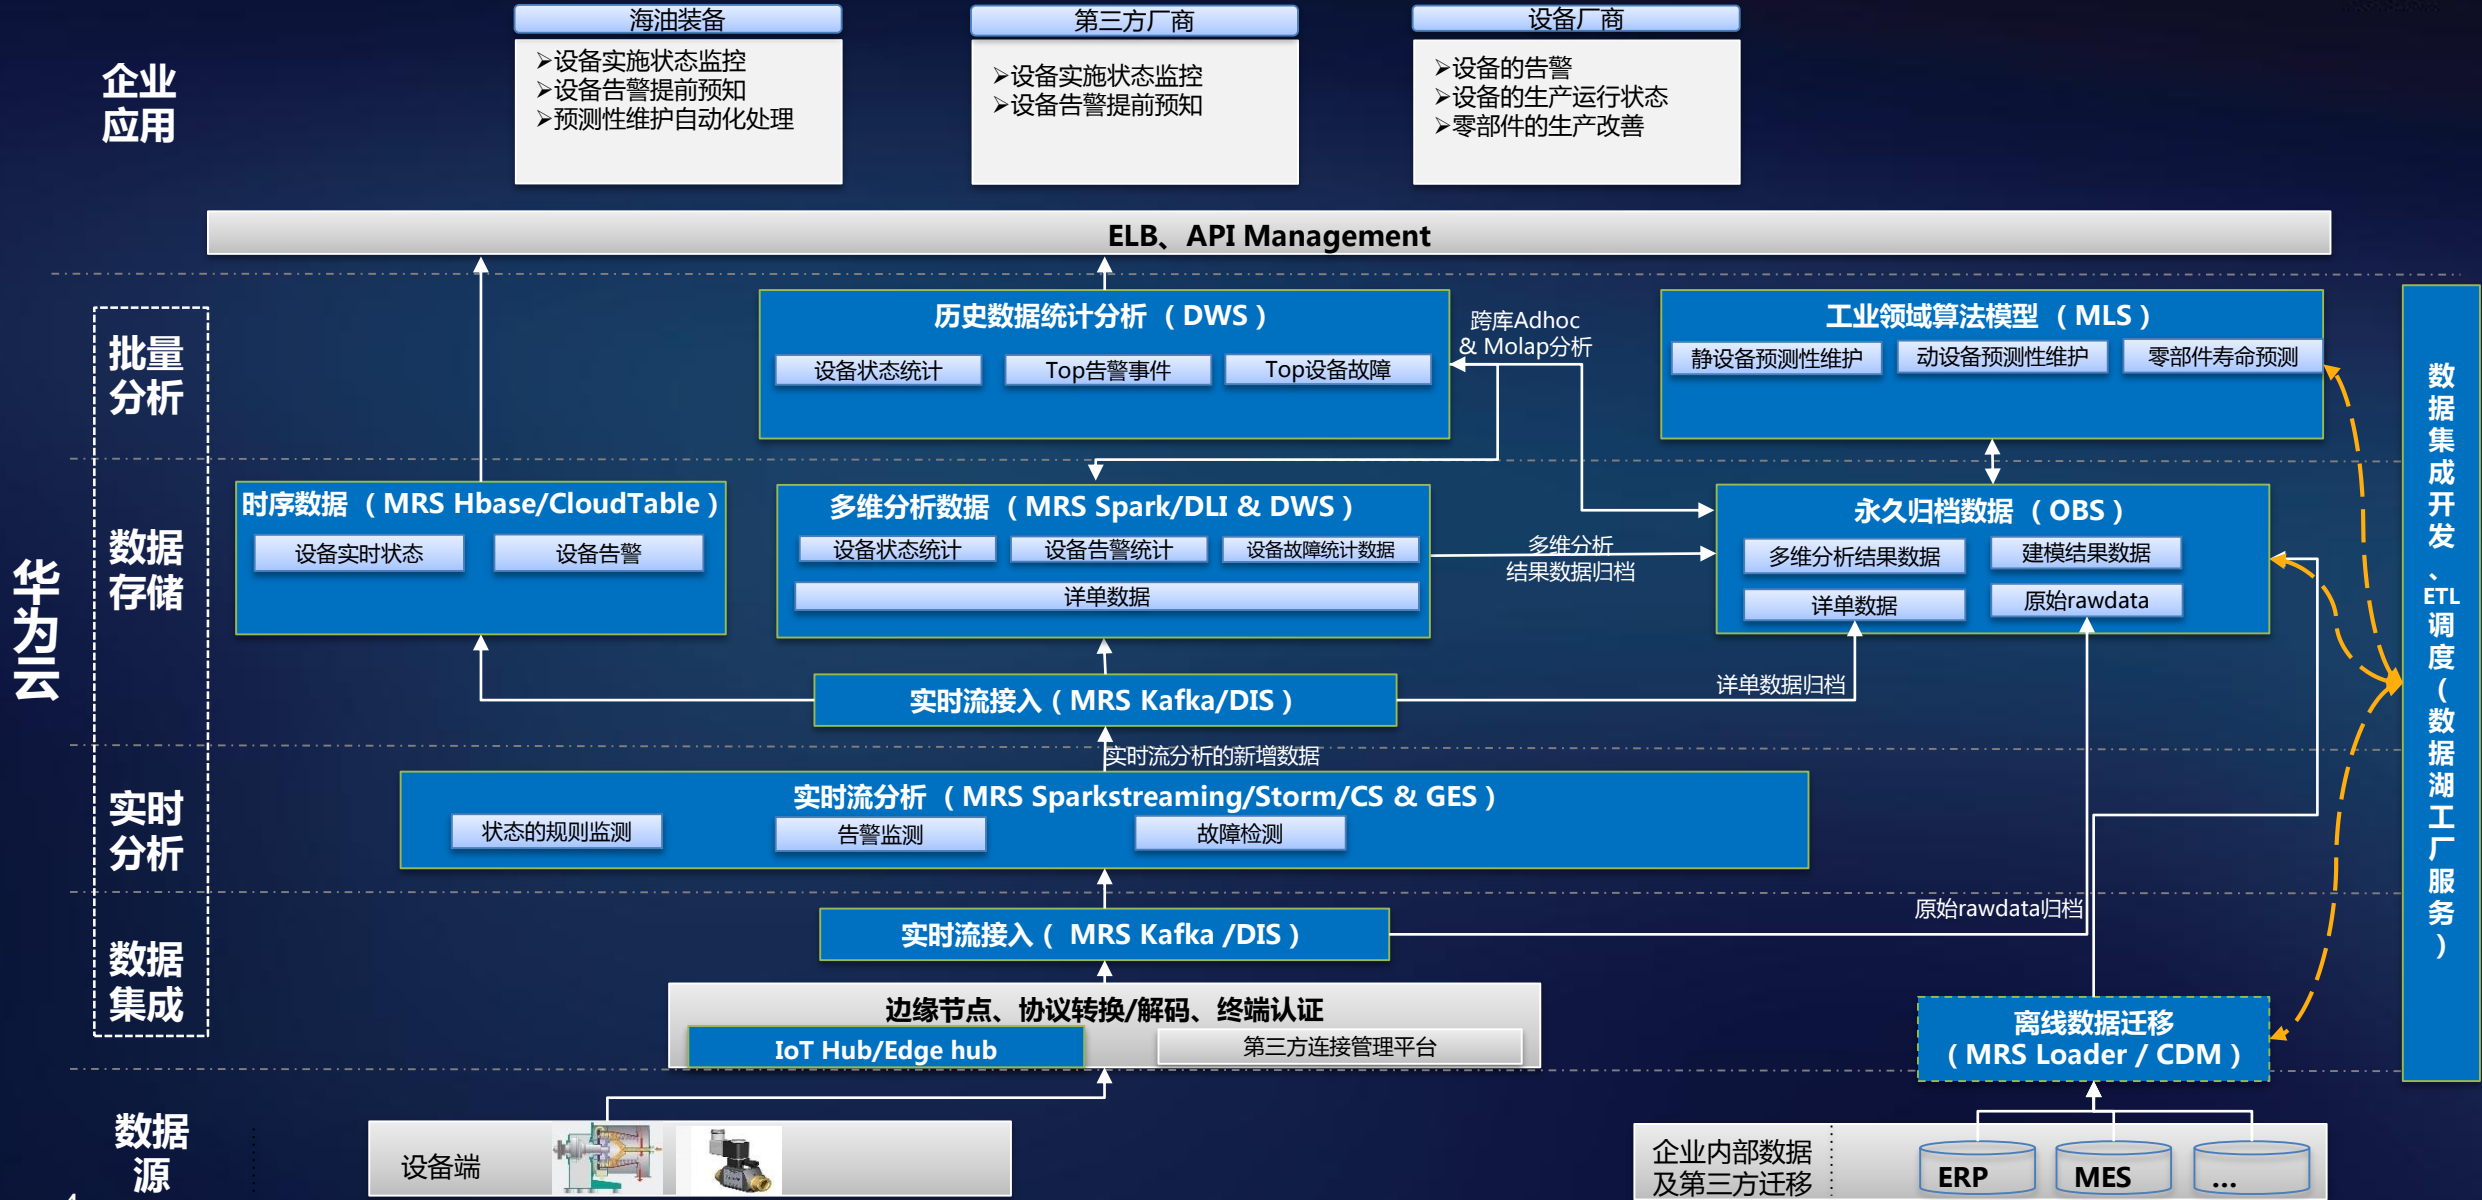 海油装备
第三方厂商
设备厂商
企业
应用
➢设备实施状态监控
➢设备告警提前预知
➢预测性维护自动化处理
➢设备实施状态监控
➢设备告警提前预知
➢设备的告警
➢设备的生产运行状态
➢零部件的生产改善
ELB、API Management
华为云
批量
分析
历史数据统计分析 （ DWS ）
设备状态统计
Top告警事件
Top设备故障
跨库Adhoc
& Molap分析
工业领域算法模型 （ MLS ）
静设备预测性维护
动设备预测性维护
零部件寿命预测
数据集成开发、ETL调度(数据湖工厂服务)
数据
存储
时序数据 （ MRS Hbase/CloudTable ）
设备实时状态
设备告警
多维分析数据 （ MRS Spark/DLI & DWS ）
设备状态统计
设备告警统计
设备故障统计数据
详单数据
多维分析
结果数据归档
永久归档数据 （ OBS ）
多维分析结果数据
建模结果数据
详单数据
原始rawdata
实时流接入（ MRS Kafka/DIS ）
详单数据归档
实时流分析的新增数据
实时
分析
实时流分析 （ MRS Sparkstreaming/Storm/CS & GES ）
状态的规则监测
告警监测
故障检测
数据
集成
实时流接入（ MRS Kafka /DIS ）
原始rawdata归档
边缘节点、协议转换/解码、终端认证
IoT Hub/Edge hub
第三方连接管理平台
离线数据迁移
（ MRS Loader / CDM ）
数据
源
设备端
企业内部数据
及第三方迁移
ERP
MES
...